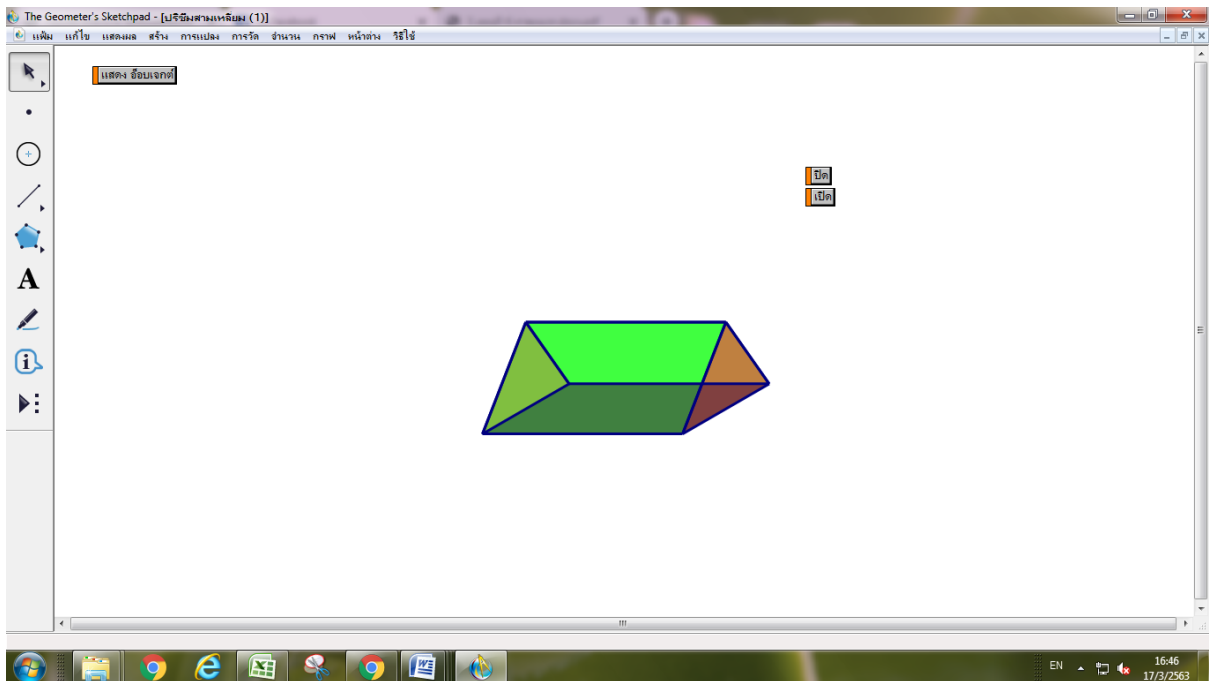 The Geometer's Sketchpad - [ปริซึมสามเหลี่ยม (1)]
แฟ้ม แก้ไข แสดงผล สร้าง การแปลง การวัด จำนวน กราฟ หน้าต่าง วิธีใช้
แสดง อ็อบเจกต์
ปิด
เปิด
A
EN
16:46
17/3/2563